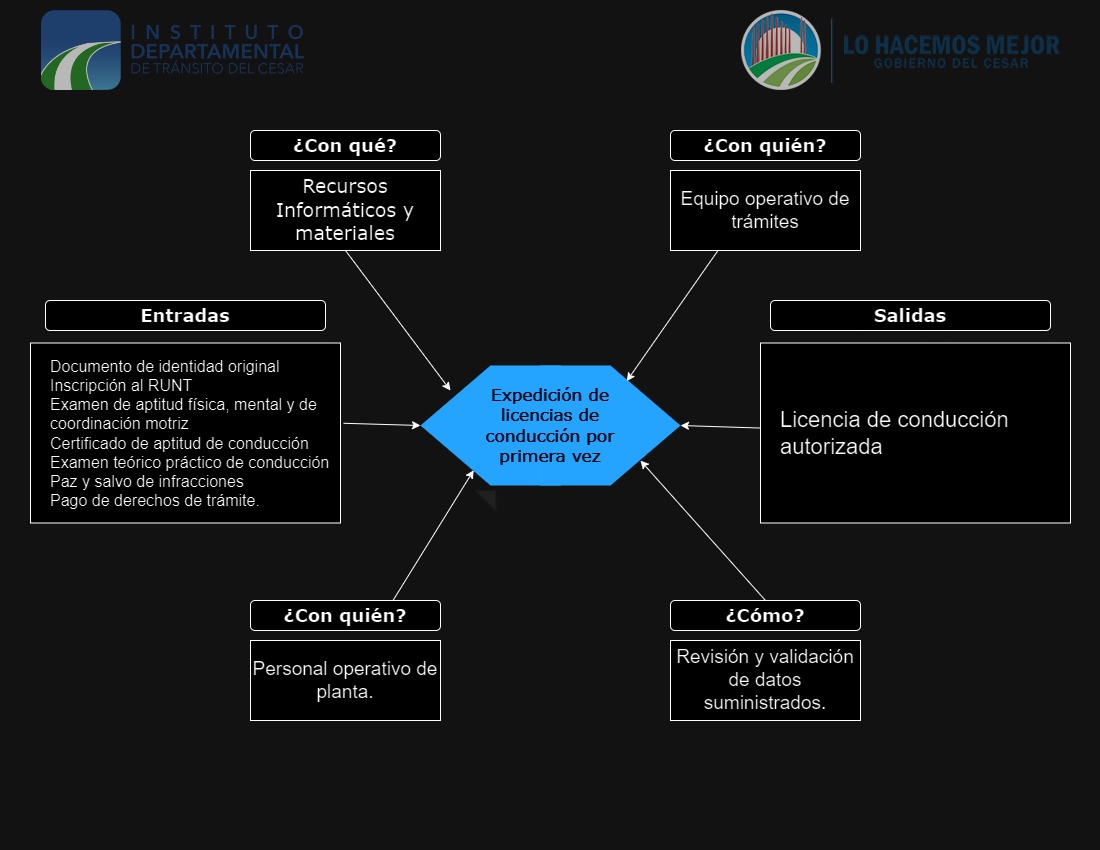 INSTITUTO
DEPARTAMENTAL
DE TRÁNSITO DEL CESAR
LO HACEMOS MEJOR
GOBIERNO DEL CESAR
¿Con qué?
Recursos
Informáticos y
materiales
¿Con quién?
Equipo operativo de
trámites
Entradas
Documento de identidad original
Inscripción al RUNT
Examen de aptitud física, mental y de
coordinación motriz
Certificado de aptitud de conducción
Examen teórico práctico de conducción
Paz y salvo de infracciones
Pago de derechos de trámite.
Expedición de
licencias de
conducción por
primera vez
Salidas
Licencia de conducción
autorizada
¿Con quién?
Personal operativo de
planta.
¿Cómo?
Revisión y validación
de datos
suministrados.